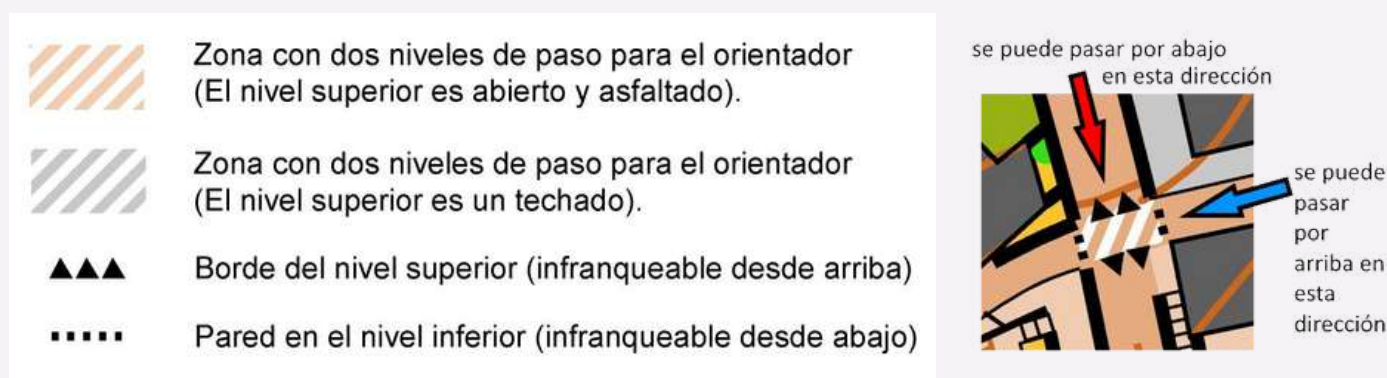 Zona con dos niveles de paso para el orientador
(El nivel superior es abierto y asfaltado).
Zona con dos niveles de paso para el orientador
(El nivel superior es un techado).
Borde del nivel superior (infranqueable desde arriba)
Pared en el nivel inferior (infranqueable desde abajo)
se puede pasar por abajo
en esta dirección
se puede
pasar
por
arriba en
esta
dirección